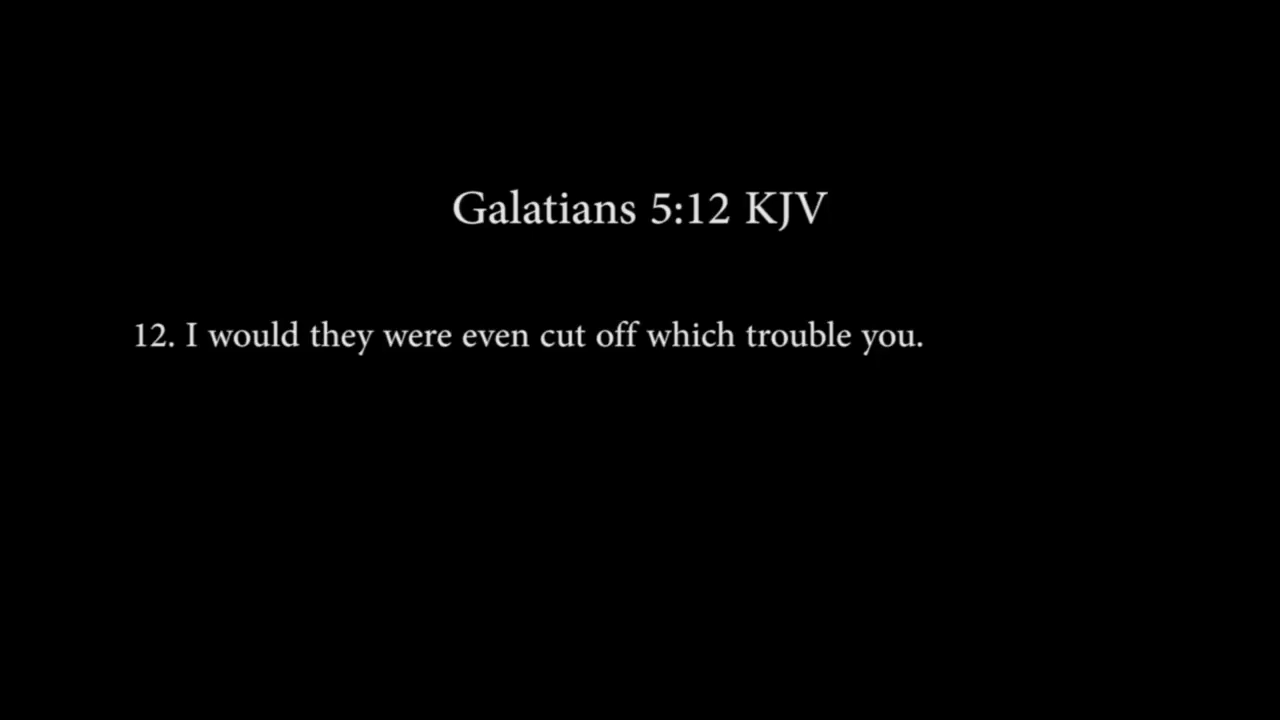 Galatians 5:12 KJV
12. I would they were even cut off which trouble you.